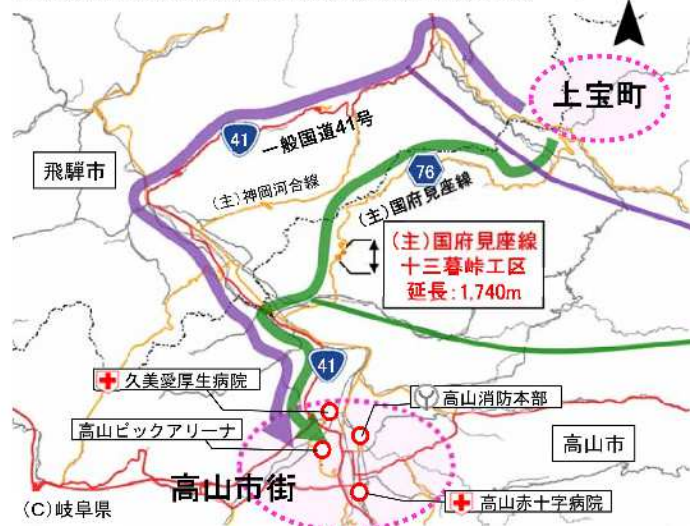 上宝町
41
一般国道41号
76
飛騨市
(主)神岡河合線
(主)国府見座線
(主)国府見座線
十三墓峠工区
延長:1,740m
41
久美愛厚生病院
高山消防本部
高山ビックアリーナ
高山市
高山市街
高山赤十字病院
(C)岐阜県